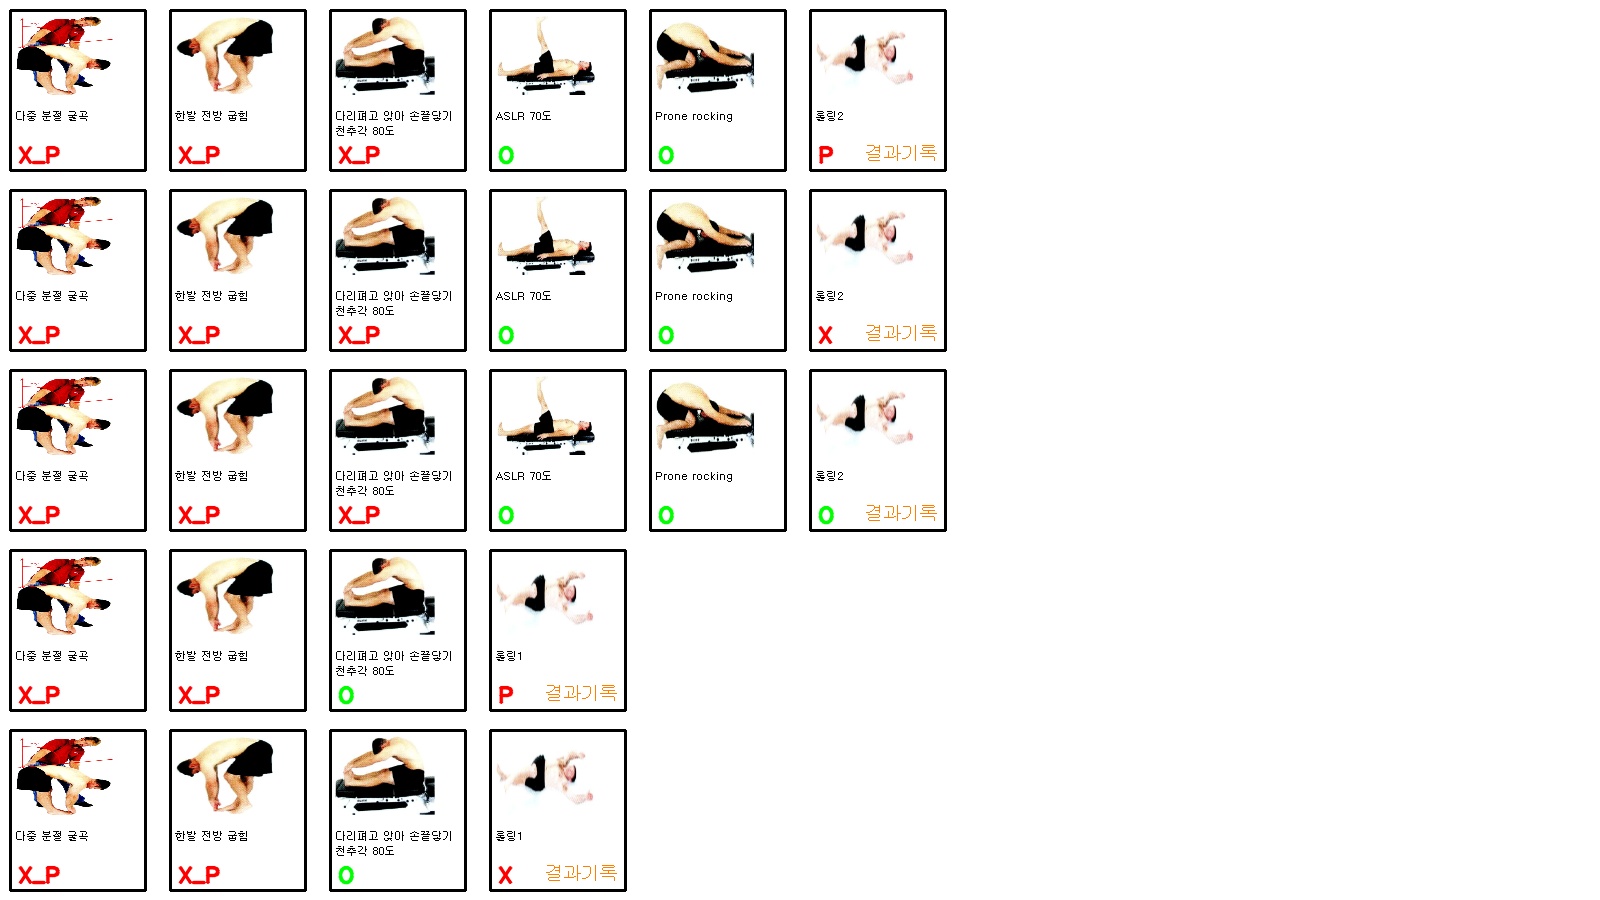 다중 분절 굴곡
X_P
한발 전방 굽힘
X_P
다리펴고 앉아 손끝닿기
천추각 80도
X_P
ASLR 70도
O
Prone rocking
O
롤링2
P 결과기록
다중 분절 굴곡
X_P
한발 전방 굽힘
X_P
다리펴고 앉아 손끝닿기
천추각 80도
X_P
ASLR 70도
O
Prone rocking
O
롤링2
X 결과기록
다중 분절 굴곡
X_P
한발 전방 굽힘
X_P
다리펴고 앉아 손끝닿기
천추각 80도
X_P
ASLR 70도
O
Prone rocking
O
롤링2
O 결과기록
다중 분절 굴곡
X_P
한발 전방 굽힘
X_P
다리펴고 앉아 손끝닿기
천추각 80도
O
롤링1
P 결과기록
다중 분절 굴곡
X_P
한발 전방 굽힘
X_P
다리펴고 앉아 손끝닿기
천추각 80도
O
롤링1
X 결과기록